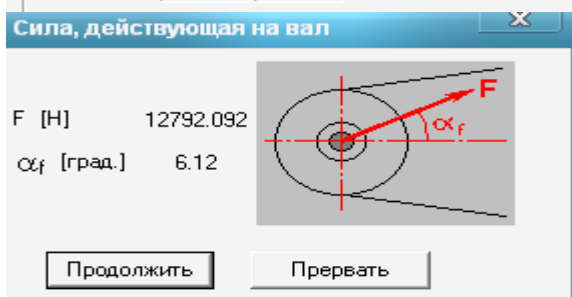 Сила, действующая на вал
F [Н] 12792.092
αf [град.] 6.12
F
αf
Продолжить Прервать